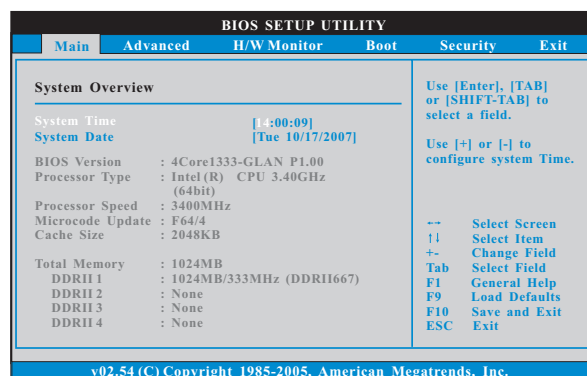 BIOS SETUP UTILITY
Main Advanced H/W Monitor Boot Security Exit
System Overview
System Time [14:00:09]
System Date [Tue 10/17/2007]
BIOS Version : 4Core1333-GLAN P1.00
Processor Type : Intel (R) CPU 3.40GHz
(64bit)
Processor Speed : 3400MHz
Microcode Update : F64/4
Cache Size : 2048KB
Total Memory : 1024MB
DDRII 1 : 1024MB/333MHz (DDRII667)
DDRII 2 : None
DDRII 3 : None
DDRII 4 : None
Use [Enter], [TAB]
or [SHIFT-TAB] to
select a field.
Use [+] or [-] to
configure system Time.
←→ Select Screen
↑↓ Select Item
+- Change Field
Tab Select Field
F1 General Help
F9 Load Defaults
F10 Save and Exit
ESC Exit
v02.54 (C) Copyright 1985-2005, American Megatrends, Inc.